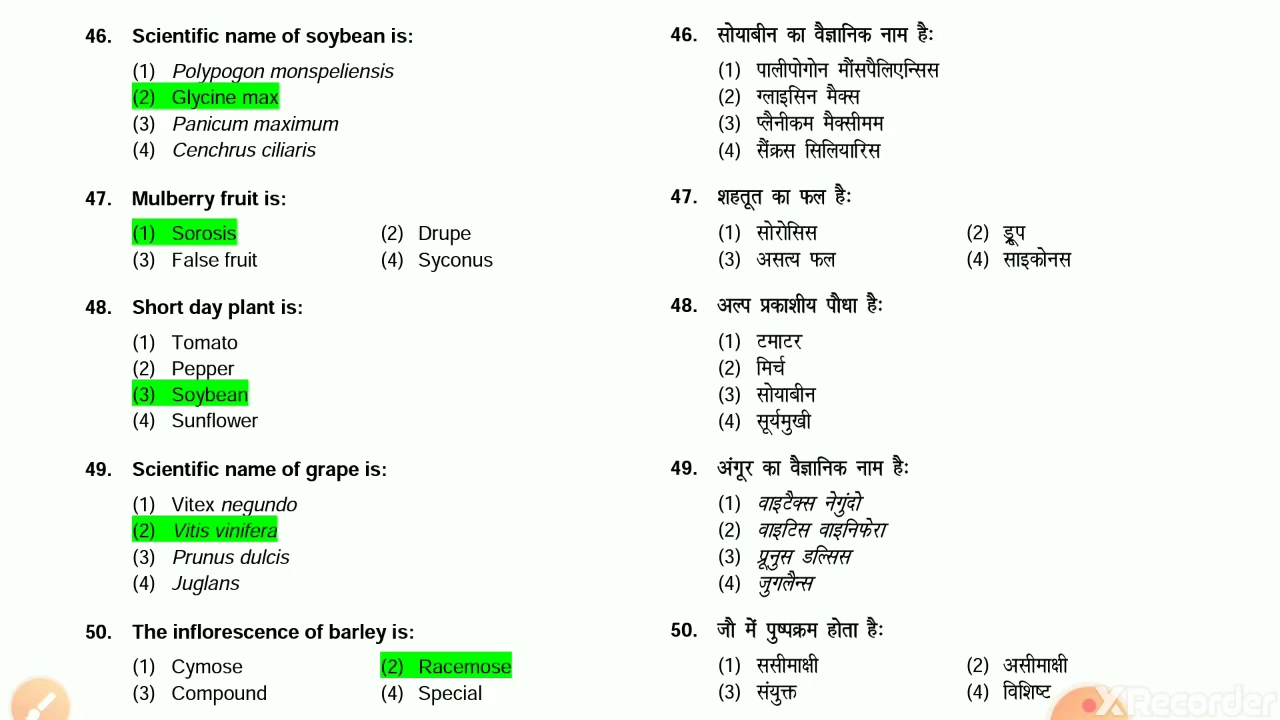 46. Scientific name of soybean is:
(1) Polypogon monspeliensis
(2) Glycine max
(3) Panicum maximum
(4) Cenchrus ciliaris
47. Mulberry fruit is:
(1) Sorosis (2) Drupe
(3) False fruit (4) Syconus
48. Short day plant is:
(1) Tomato
(2) Pepper
(3) Soybean
(4) Sunflower
49. Scientific name of grape is:
(1) Vitex negundo
(2) Vitis vinifera
(3) Prunus dulcis
(4) Juglans
50. The inflorescence of barley is:
(1) Cymose (2) Racemose
(3) Compound (4) Special
46. सोयाबीन का वैज्ञानिक नाम है:
(1) पालीपोगोन मौंसपैलिएन्सिस
(2) ग्लाइसिन मैक्स
(3) प्लैनीकम मैक्सीमम
(4) सैंक्रस सिलियारिस
47. शहतूत का फल है:
(1) सोरोसिस (2) ड्रूप
(3) असत्य फल (4) साइकोनस
48. अल्प प्रकाशीय पौधा है:
(1) टमाटर
(2) मिर्च
(3) सोयाबीन
(4) सूर्यमुखी
49. अंगूर का वैज्ञानिक नाम है:
(1) वाइटैक्स नेगुंदो
(2) वाइटिस वाइनिफेरा
(3) प्रूनुस डल्सिस
(4) जुगलैन्स
50. जौ में पुष्पक्रम होता है:
(1) ससीमाक्षी (2) असीमाक्षी
(3) संयुक्त (4) विशिष्ट
XRecorder